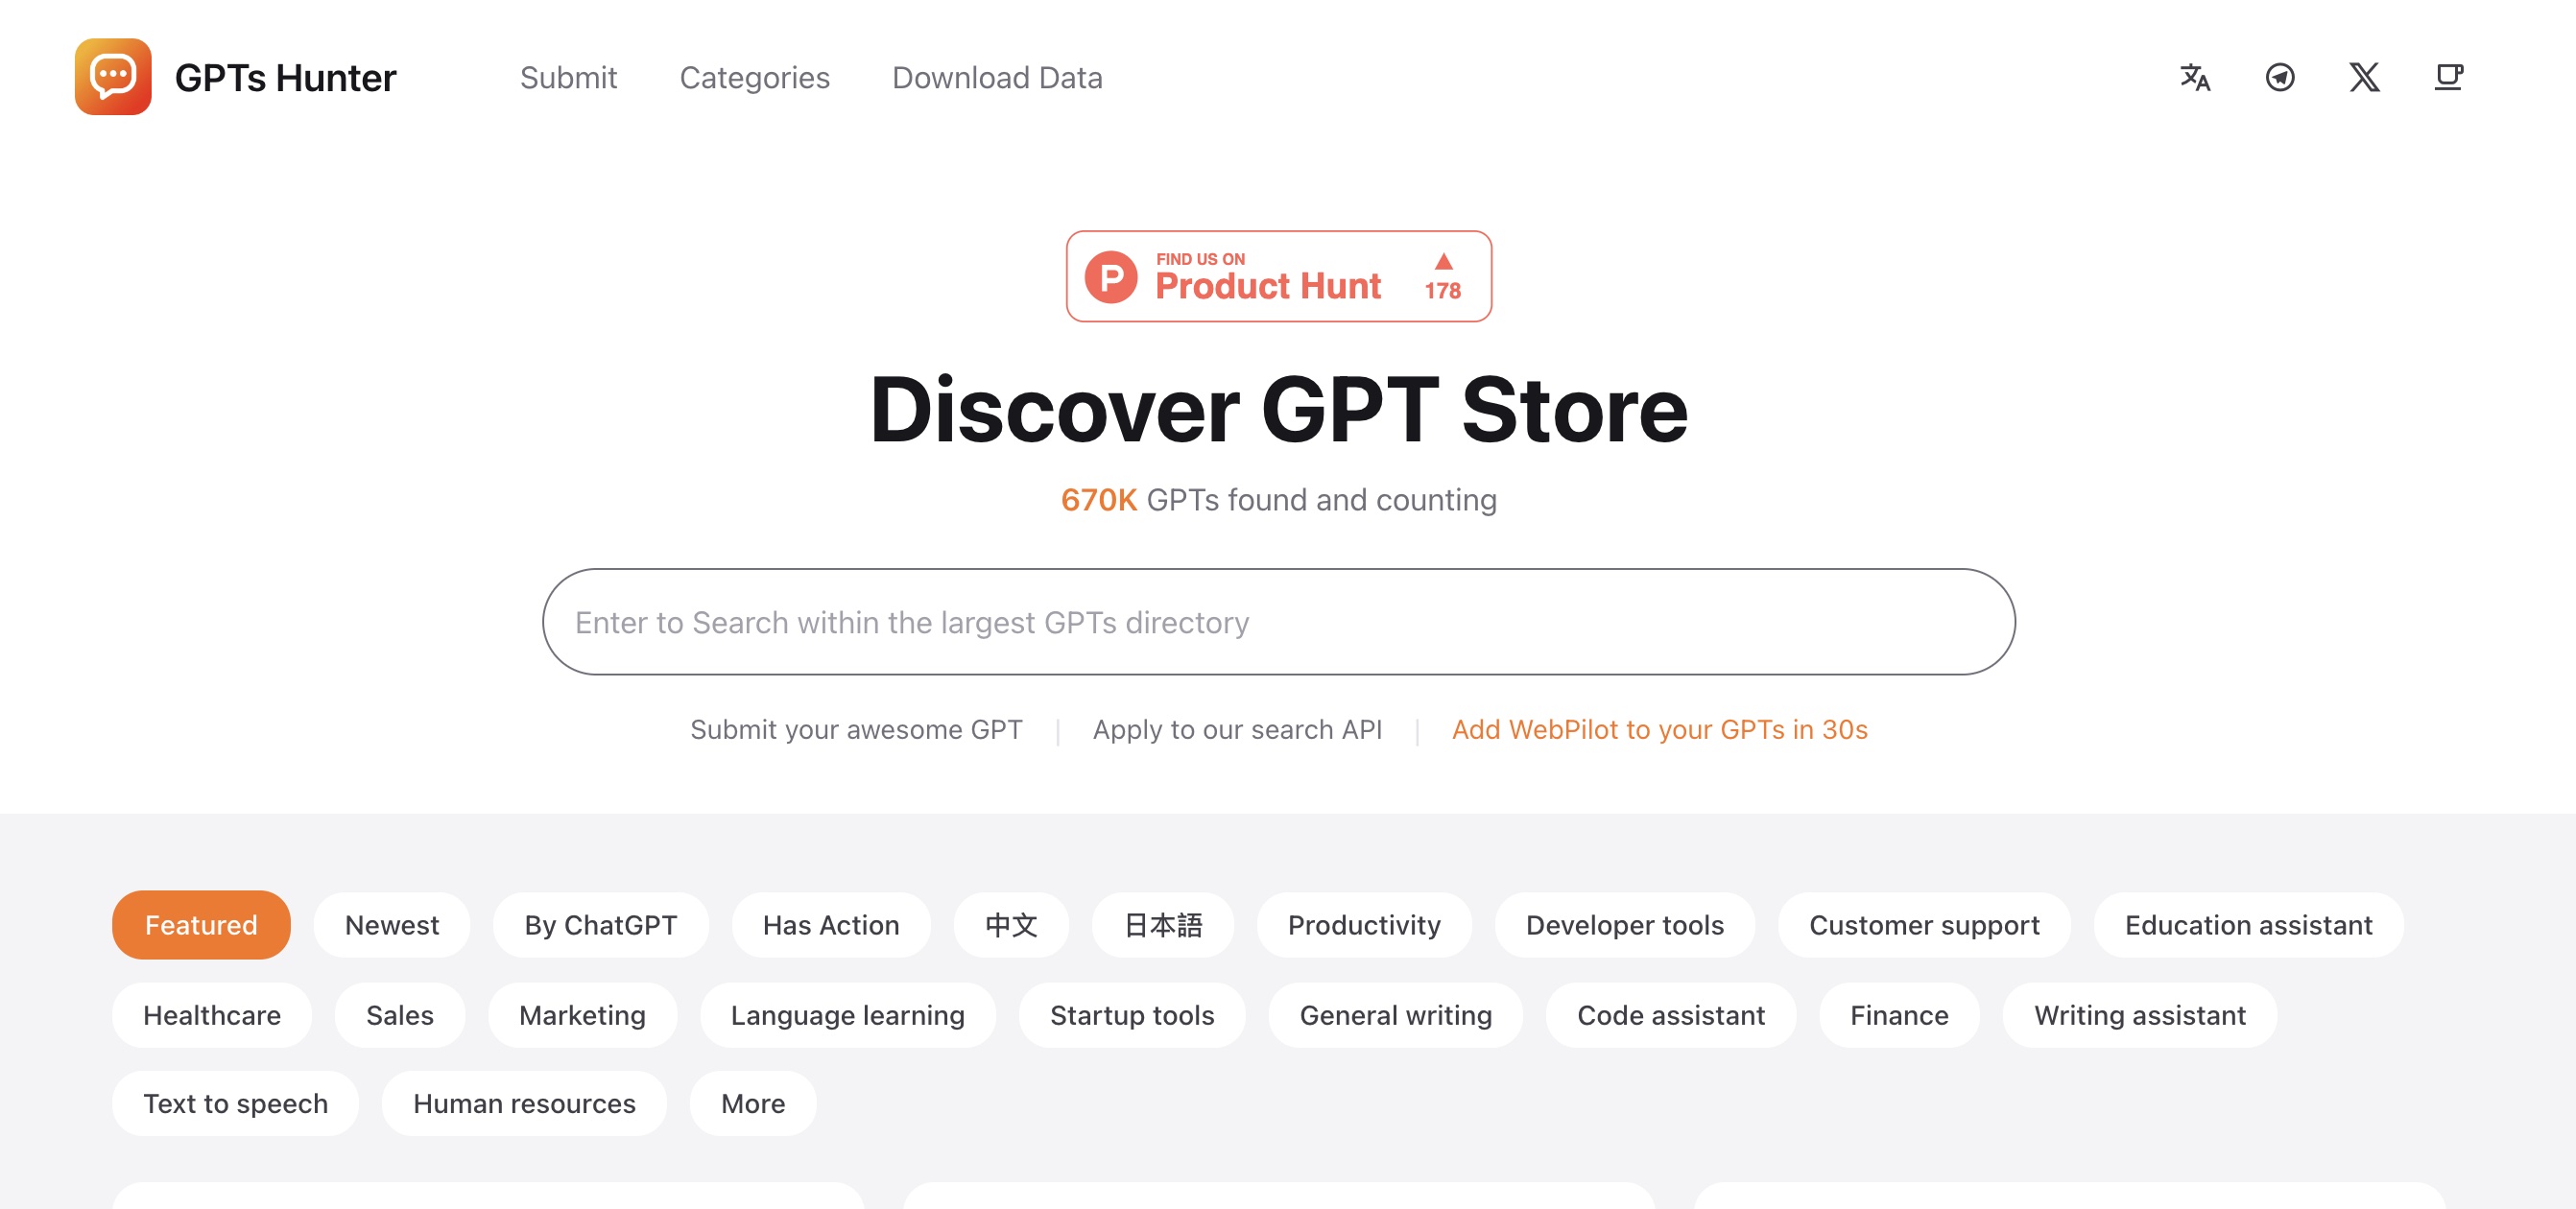 GPTs Hunter
Submit
Categories
Download Data
FIND US ON
Product Hunt
178
Discover GPT Store
670K GPTs found and counting
Enter to Search within the largest GPTs directory
Submit your awesome GPT | Apply to our search API | Add WebPilot to your GPTs in 30s
Featured
Newest
By ChatGPT
Has Action
中文
日本語
Productivity
Developer tools
Customer support
Education assistant
Healthcare
Sales
Marketing
Language learning
Startup tools
General writing
Code assistant
Finance
Writing assistant
Text to speech
Human resources
More